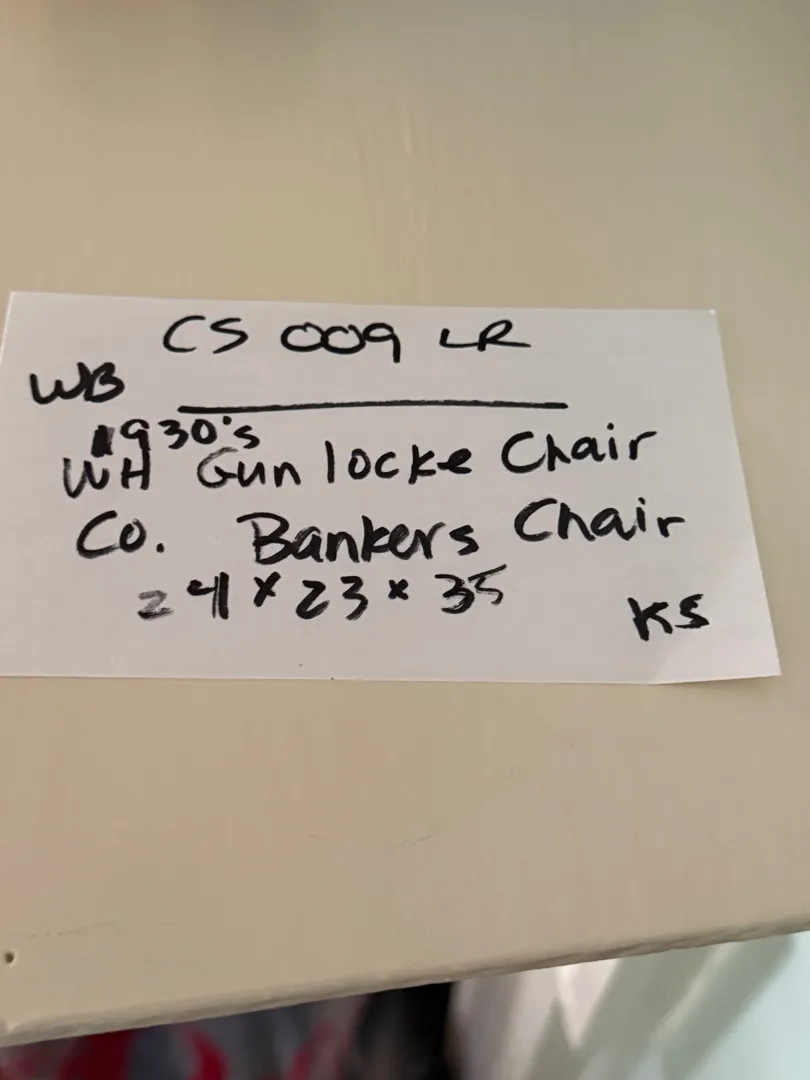 CS 009 LR
WB
1930's
WH Gunlocke Chair
Co. Bankers Chair
24 x 23 x 35
KS